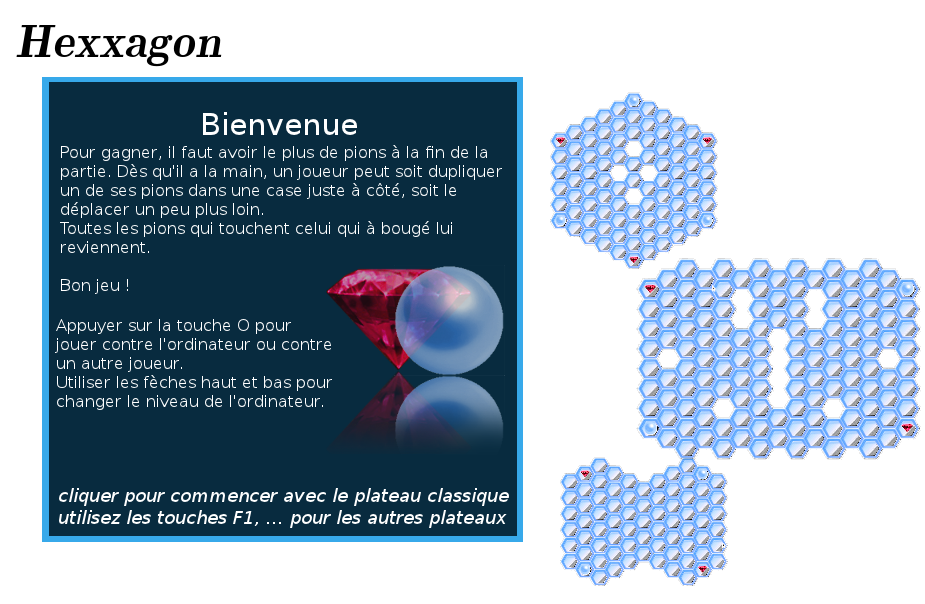 Hexxagon
Bienvenue
Pour gagner, il faut avoir le plus de pions à la fin de la
partie. Dès qu'il a la main, un joueur peut soit dupliquer
un de ses pions dans une case juste à côté, soit le
déplacer un peu plus loin.
Toutes les pions qui touchent celui qui à bougé lui
reviennent.
Bon jeu !
Appuyer sur la touche O pour
jouer contre l'ordinateur ou contre
un autre joueur.
Utiliser les fèches haut et bas pour
changer le niveau de l'ordinateur.
cliquer pour commencer avec le plateau classique
utilisez les touches F1, ... pour les autres plateaux